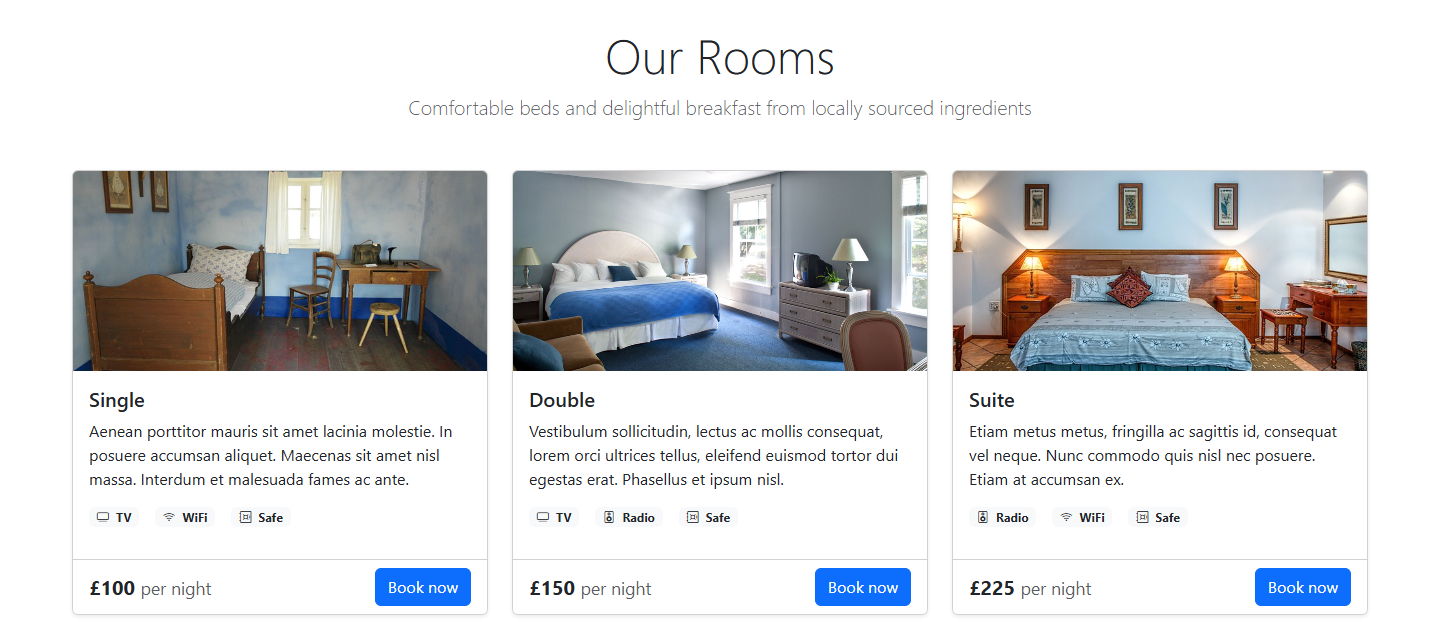 Our Rooms
Comfortable beds and delightful breakfast from locally sourced ingredients
Single
Aenean porttitor mauris sit amet lacinia molestie. In
posuere accumsan aliquet. Maecenas sit amet nisl
massa. Interdum et malesuada fames ac ante.
TV WiFi Safe
£100 per night Book now
Double
Vestibulum sollicitudin, lectus ac mollis consequat,
lorem orci ultrices tellus, eleifend euismod tortor dui
egestas erat. Phasellus et ipsum nisl.
TV Radio Safe
£150 per night Book now
Suite
Etiam metus metus, fringilla ac sagittis id, consequat
vel neque. Nunc commodo quis nisl nec posuere.
Etiam at accumsan ex.
Radio WiFi Safe
£225 per night Book now